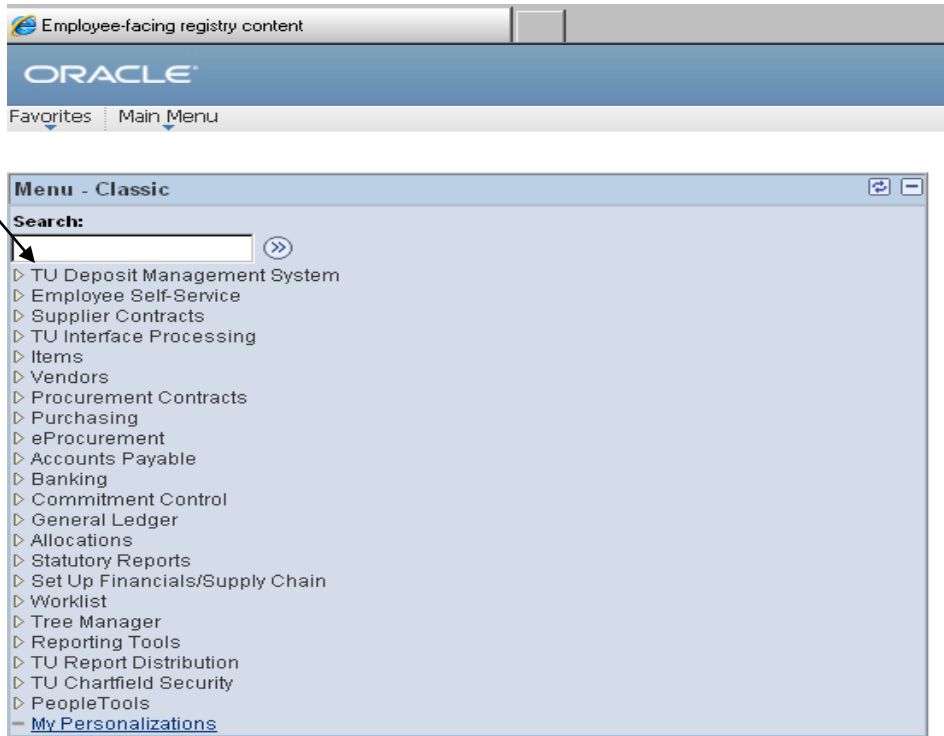 Employee-facing registry content
ORACLE
Favorites Main Menu
Menu - Classic
Search:
TU Deposit Management System
Employee Self-Service
Supplier Contracts
TU Interface Processing
Items
Vendors
Procurement Contracts
Purchasing
eProcurement
Accounts Payable
Banking
Commitment Control
General Ledger
Allocations
Statutory Reports
Set Up Financials/Supply Chain
Worklist
Tree Manager
Reporting Tools
TU Report Distribution
TU Chartfield Security
PeopleTools
My Personalizations